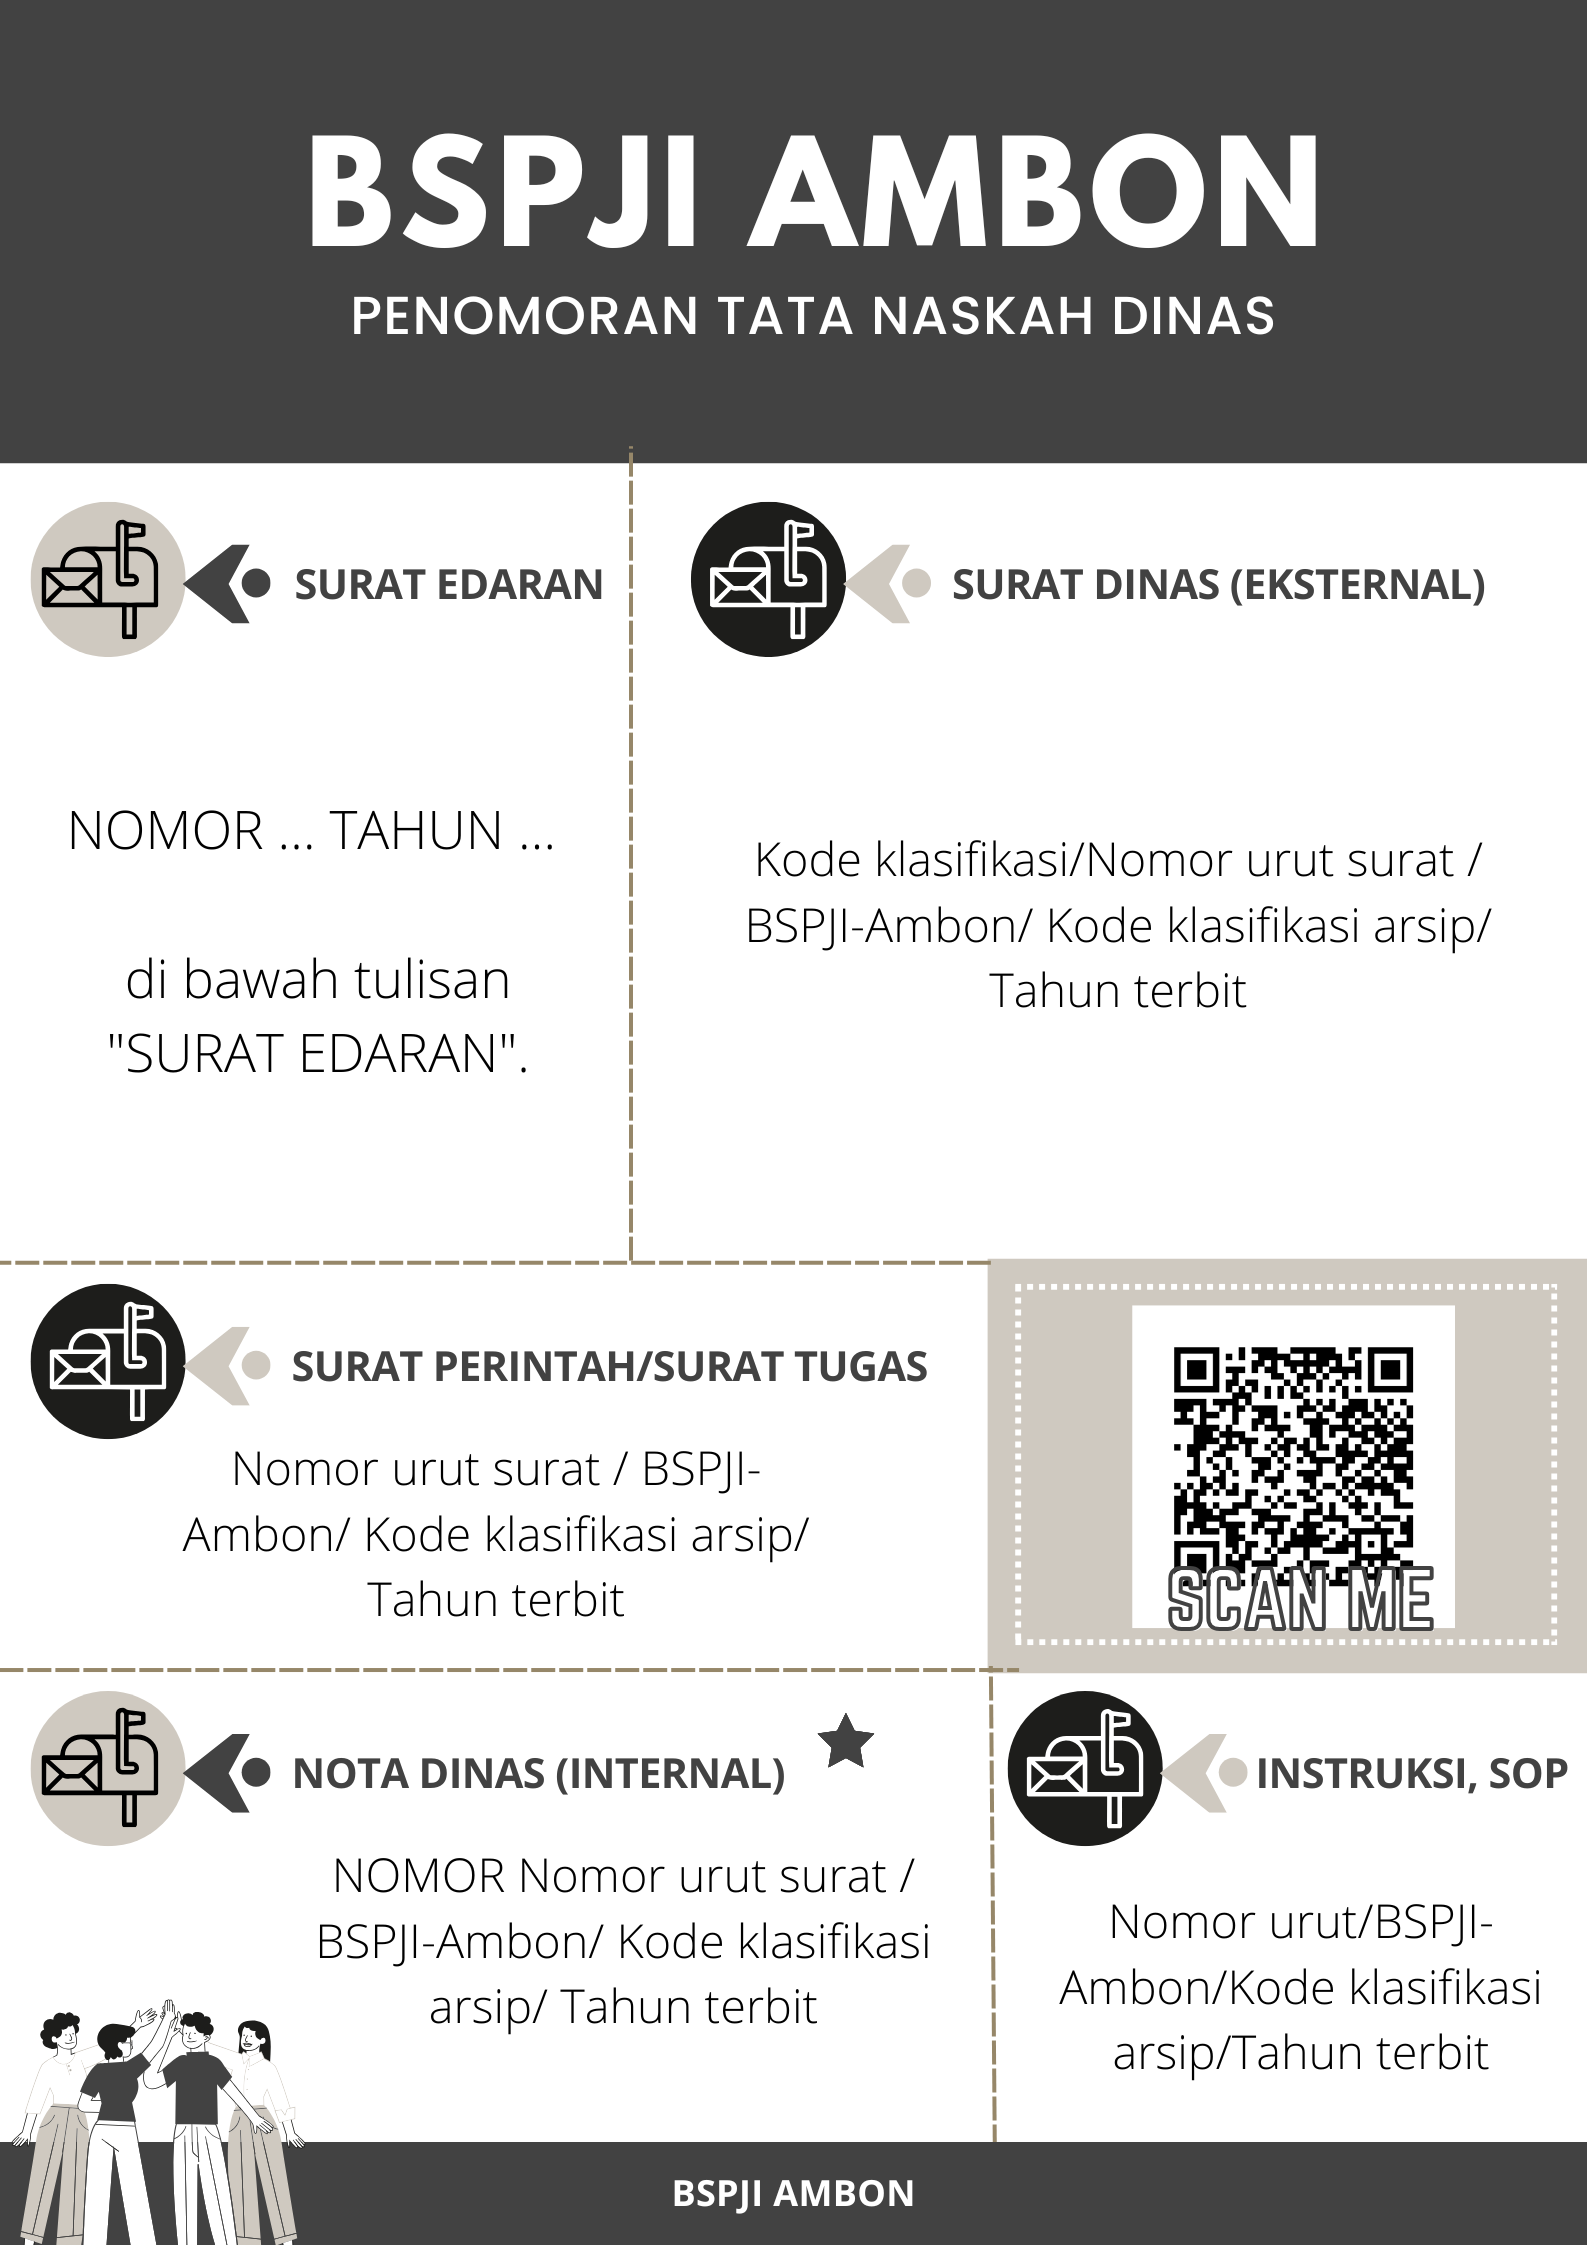 BSPJI AMBON
PENOMORAN TATA NASKAH DINAS
SURAT EDARAN
NOMOR ... TAHUN ...
di bawah tulisan
"SURAT EDARAN".
SURAT DINAS (EKSTERNAL)
Kode klasifikasi/Nomor urut surat /
BSPJI-Ambon/ Kode klasifikasi arsip/
Tahun terbit
SURAT PERINTAH/SURAT TUGAS
Nomor urut surat / BSPJI-
Ambon/ Kode klasifikasi arsip/
Tahun terbit
SCAN ME
NOTA DINAS (INTERNAL)
NOMOR Nomor urut surat /
BSPJI-Ambon/ Kode klasifikasi
arsip/ Tahun terbit
INSTRUKSI, SOP
Nomor urut/BSPJI-
Ambon/Kode klasifikasi
arsip/Tahun terbit
BSPJI AMBON